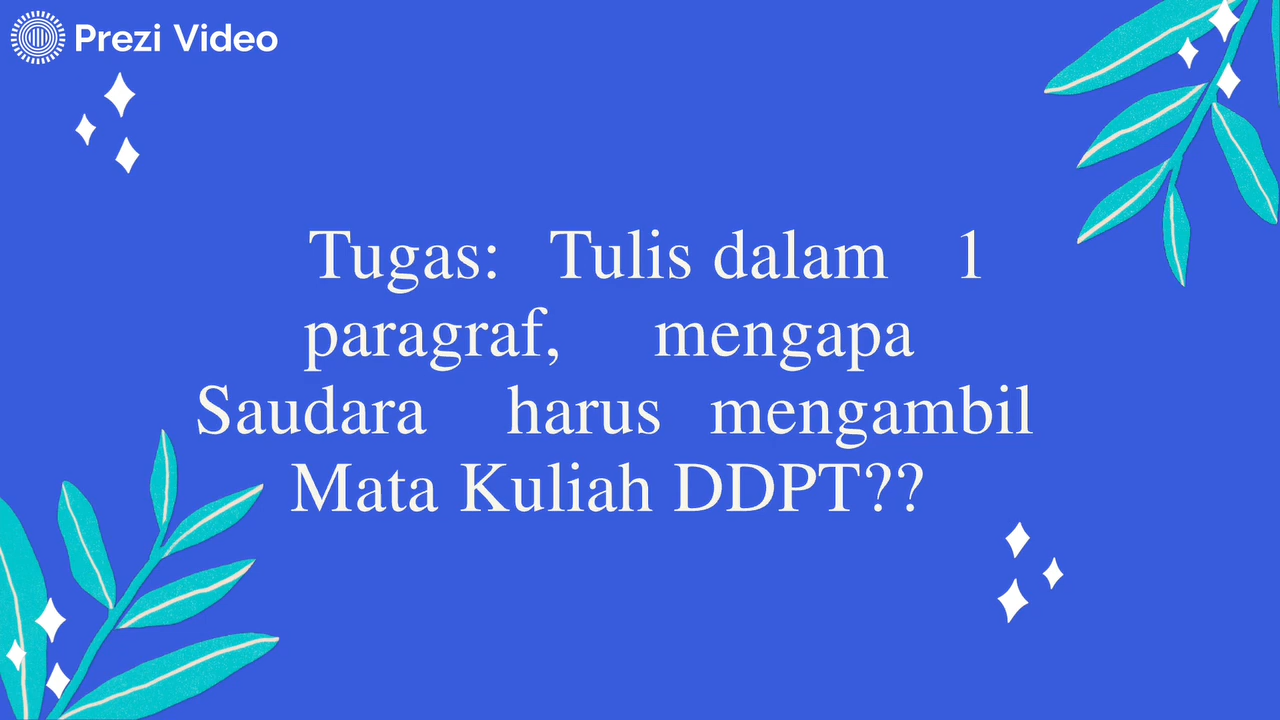 Prezi Video
Tugas: Tulis dalam 1
paragraf, mengapa
Saudara harus mengambil
Mata Kuliah DDPT??